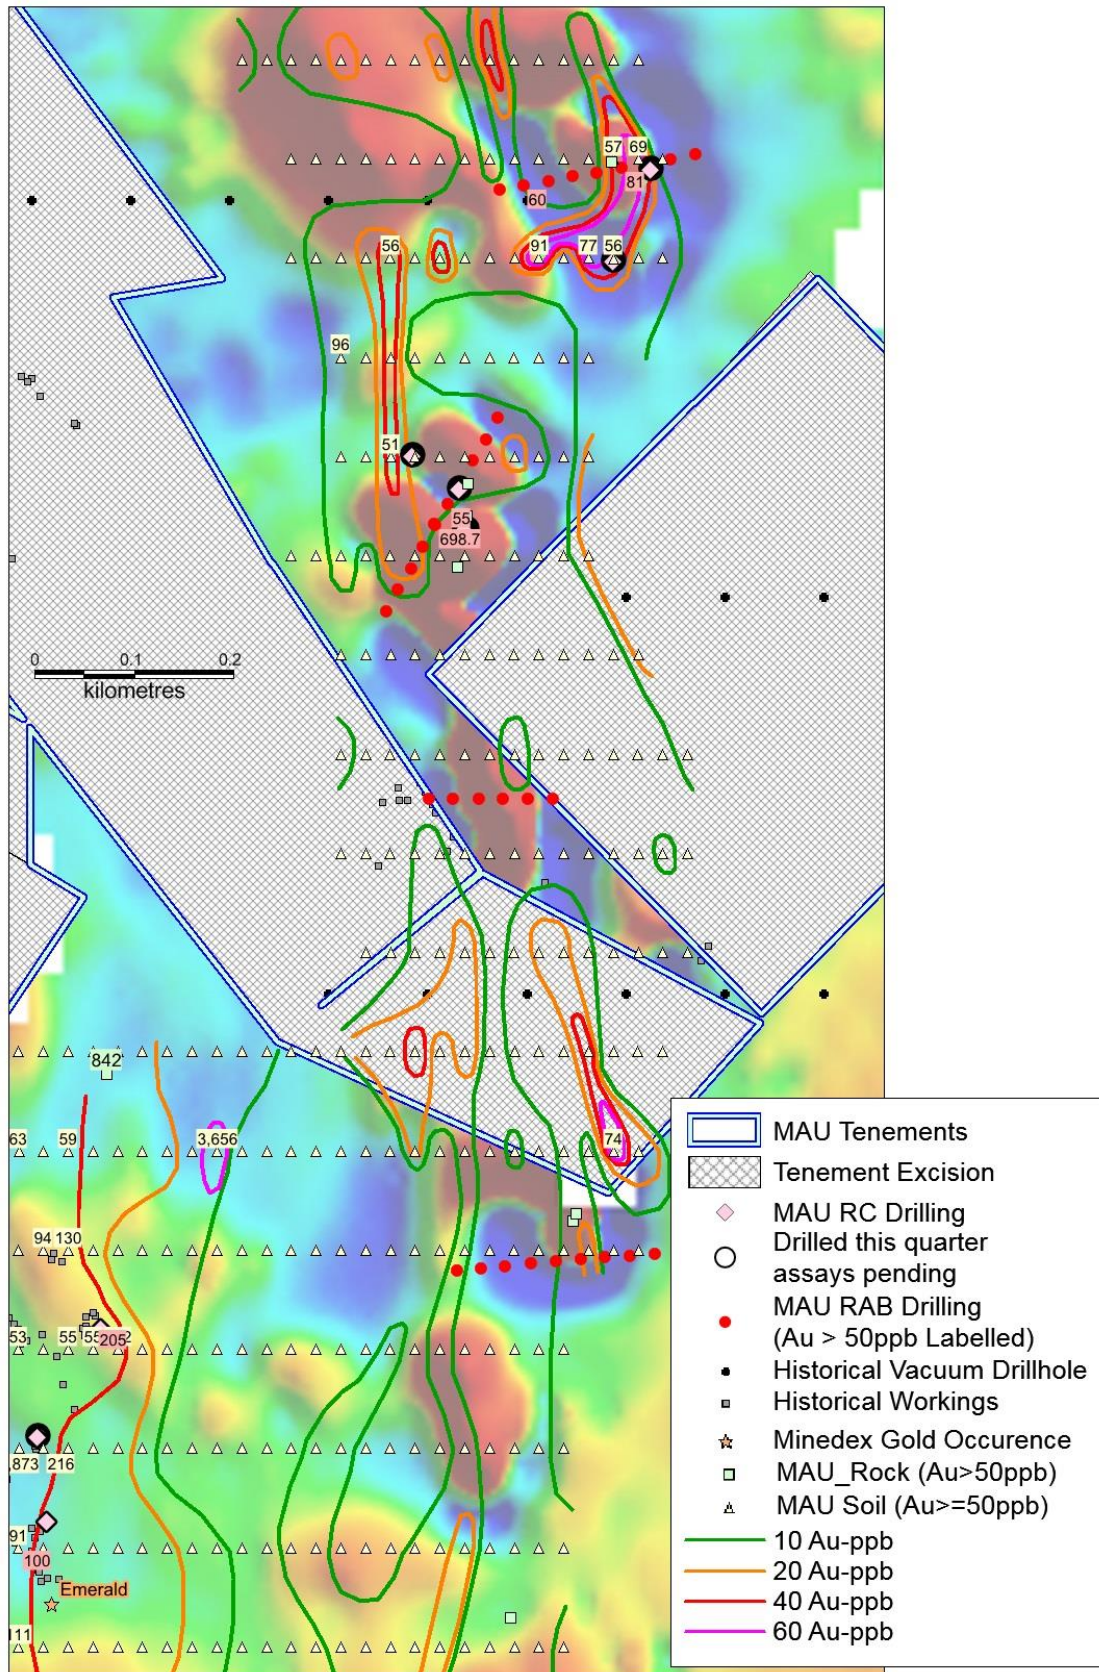 57 69
81
60
91 77 56
56
96
51
55
698.7
0 0.1 0.2
kilometres
842
63 59 3,656 74
94 130
53 55 55 205 2
873 216
91
100
Emerald
111
MAU Tenements
Tenement Excision
MAU RC Drilling
Drilled this quarter
assays pending
MAU RAB Drilling
(Au > 50ppb Labelled)
Historical Vacuum Drillhole
Historical Workings
Minedex Gold Occurence
MAU_Rock (Au>50ppb)
MAU Soil (Au>=50ppb)
10 Au-ppb
20 Au-ppb
40 Au-ppb
60 Au-ppb